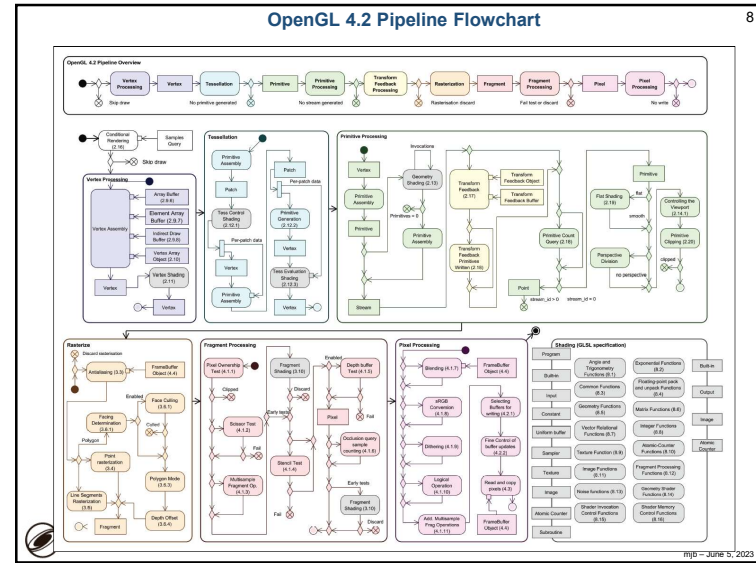 OpenGL 4.2 Pipeline Flowchart
8
OpenGL 4.2 Pipeline Overview
Vertex
Processing
Vertex
Tessellation
Primitive
Primitive
Processing
Transform
Feedback
Processing
Rasterization
Fragment
Fragment
Processing
Pixel
Pixel
Processing
Skip draw
No primitive generated
No stream generated
Rasterisation discard
Fail test or discard
No write
Conditional
Rendering
(2.16)
Samples
Query
Skip draw
Vertex Processing
Vertex Assembly
Array Buffer
(2.9.6)
Element Array
Buffer (2.9.7)
Indirect Draw
Buffer (2.9.8)
Vertex Array
Object (2.10)
Vertex Shading
(2.11)
Vertex
Vertex
Tessellation
Primitive
Assembly
Patch
Tess Control
Shading
(2.12.1)
Per-patch data
Vertex
Primitive
Assembly
Patch
Per-patch data
Primitive
Generation
(2.12.2)
Vertex
Tess Evaluation
Shading
(2.12.3)
Vertex
Primitive Processing
Vertex
Primitive
Assembly
Primitive
Stream
Invocations
Geometry
Shading (2.13)
Primitives = 0
Primitive
Assembly
Transform
Feedback
(2.17)
Transform
Feedback Object
Transform
Feedback Buffer
Transform
Feedback
Primitives
Written (2.18)
Primitive Count
Query (2.18)
Point
stream_id > 0
stream_id = 0
Primitive
flat
Flat Shading
(2.19)
smooth
Perspective
Division
no perspective
Controlling the
Viewport
(2.14.1)
Primitive
Clipping (2.20)
clipped
Rasterize
Discard rasterisation
Antialiasing (3.3)
FrameBuffer
Object (4.4)
Enabled
Face Culling
(3.6.1)
Culled
Facing
Determination
(3.6.1)
Polygon
Point
rasterization
(3.4)
Polygon Mode
(3.6.3)
Line Segments
Rasterization
(3.5)
Depth Offset
(3.6.4)
Fragment
Fragment Processing
Pixel Ownership
Test (4.1.1)
Clipped
Scissor Test
(4.1.2)
Fail
Multisample
Fragment Op.
(4.1.3)
Fragment
Shading (3.10)
Discard
Early tests
Stencil Test
(4.1.4)
Fail
Enabled
Depth buffer
Test (4.1.5)
Fail
Pixel
Occlusion query
sample
counting (4.1.6)
Early tests
Fragment
Shading (3.10)
Discard
Pixel Processing
Blending (4.1.7)
FrameBuffer
Object (4.4)
sRGB
Conversion
(4.1.8)
Selecting
Buffers for
writing (4.2.1)
Dithering (4.1.9)
Fine Control of
buffer updates
(4.2.2)
Logical
Operation
(4.1.10)
Read and copy
pixels (4.3)
Add. Multisample
Frag Operations
(4.1.11)
FrameBuffer
Object (4.4)
Shading (GLSL specification)
Program
Built-in
Input
Constant
Uniform buffer
Sampler
Texture
Image
Atomic Counter
Subroutine
Angle and
Trigonometry
Functions (8.1)
Common Functions
(8.3)
Geometry Functions
(8.5)
Vector Relational
Functions (8.7)
Texture Function (8.9)
Image Functions
(8.11)
Noise functions (8.13)
Shader Invocation
Control Functions
(8.15)
Exponential Functions
(8.2)
Floating-point pack
and unpack Functions
(8.4)
Matrix Functions (8.6)
Integer Functions
(8.8)
Atomic-Counter
Functions (8.10)
Fragment Processing
Functions (8.12)
Geometry Shader
Functions (8.14)
Shader Memory
Control Functions
(8.16)
Built-in
Output
Image
Atomic
Counter
mjb – June 5, 2023